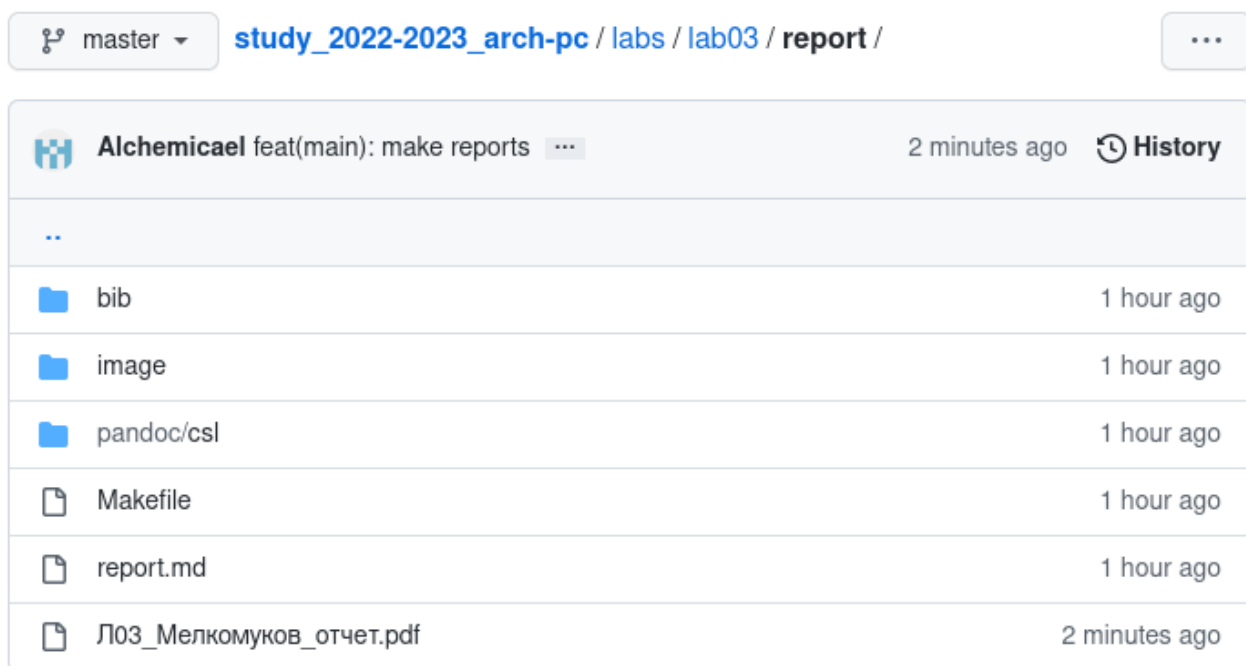 master study_2022-2023_arch-pc / labs / lab03 / report / ...
Alchemicael feat(main): make reports ... 2 minutes ago History
..
bib 1 hour ago
image 1 hour ago
pandoc/csl 1 hour ago
Makefile 1 hour ago
report.md 1 hour ago
Л03_Мелкомуков_отчет.pdf 2 minutes ago